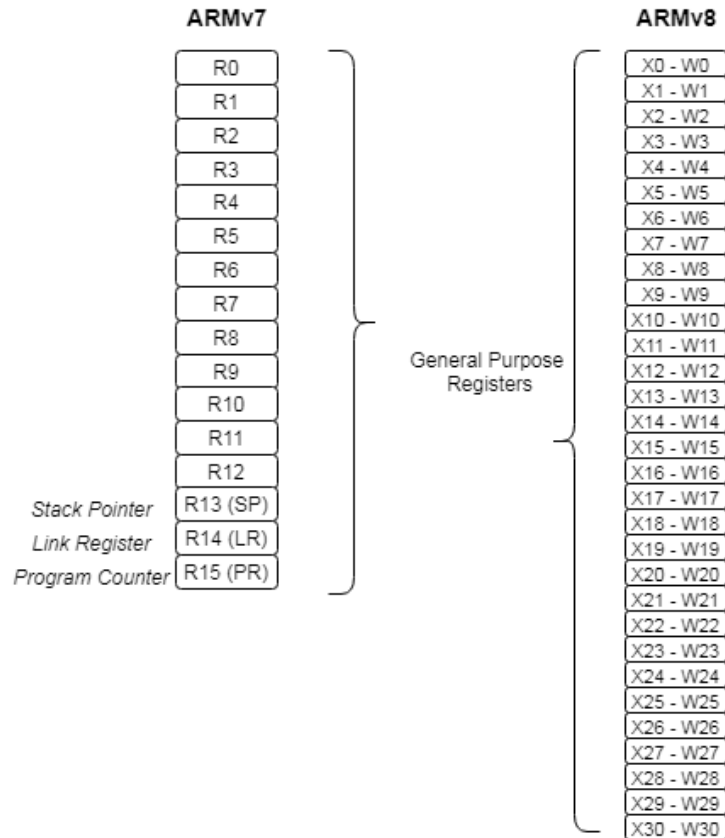 ARMv7
R0
R1
R2
R3
R4
R5
R6
R7
R8
R9
R10
R11
R12
Stack Pointer R13 (SP)
Link Register R14 (LR)
Program Counter R15 (PR)
General Purpose
Registers
ARMv8
X0 - W0
X1 - W1
X2 - W2
X3 - W3
X4 - W4
X5 - W5
X6 - W6
X7 - W7
X8 - W8
X9 - W9
X10 - W10
X11 - W11
X12 - W12
X13 - W13
X14 - W14
X15 - W15
X16 - W16
X17 - W17
X18 - W18
X19 - W19
X20 - W20
X21 - W21
X22 - W22
X23 - W23
X24 - W24
X25 - W25
X26 - W26
X27 - W27
X28 - W28
X29 - W29
X30 - W30